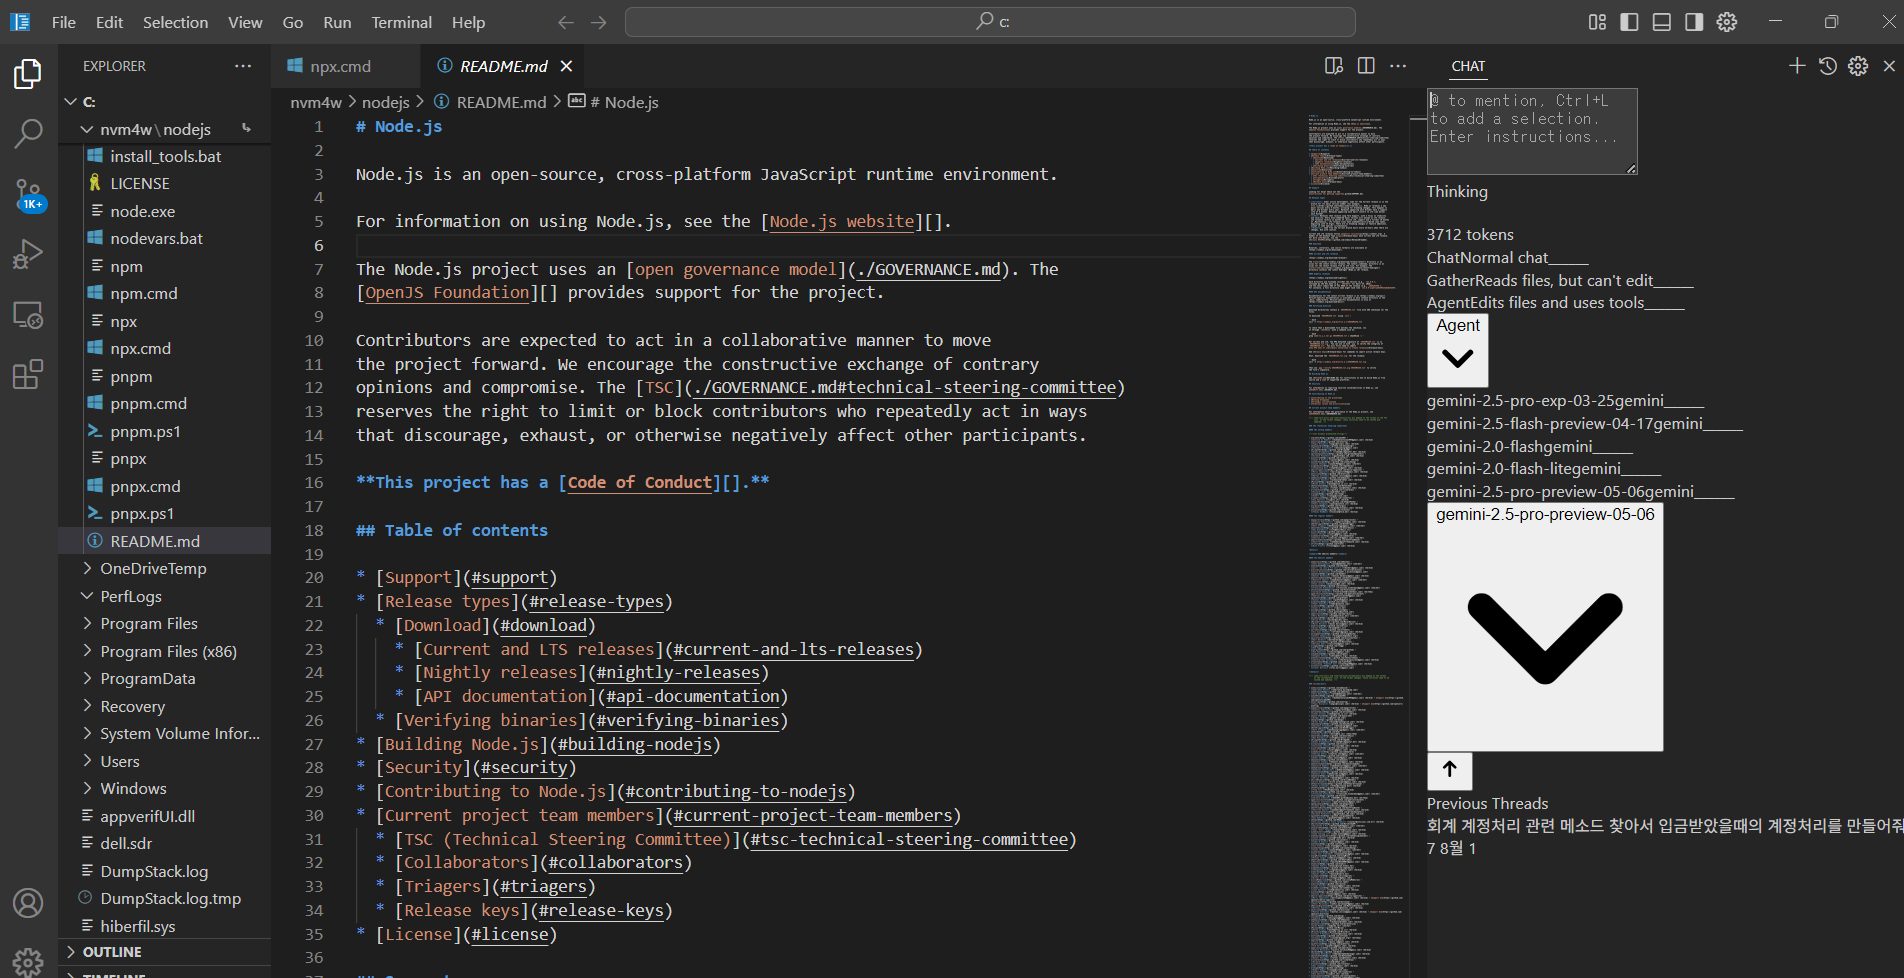 File Edit Selection View Go Run Terminal Help
C:
EXPLORER
C:
nvm4w\nodejs
install_tools.bat
LICENSE
node.exe
nodevars.bat
npm
npm.cmd
npx
npx.cmd
pnpm
pnpm.cmd
pnpm.ps1
pnpx
pnpx.cmd
pnpx.ps1
README.md
OneDriveTemp
PerfLogs
Program Files
Program Files (x86)
ProgramData
Recovery
System Volume Infor...
Users
Windows
appverifUI.dll
dell.sdr
DumpStack.log
DumpStack.log.tmp
hiberfil.sys
OUTLINE
TIMELINE
1K+
npx.cmd
README.md
nvm4w > nodejs > README.md > # Node.js
1 # Node.js
2
3 Node.js is an open-source, cross-platform JavaScript runtime environment.
4
5 For information on using Node.js, see the [Node.js website][].
6
7 The Node.js project uses an [open governance model](./GOVERNANCE.md). The
8 [OpenJS Foundation][] provides support for the project.
9
10 Contributors are expected to act in a collaborative manner to move
11 the project forward. We encourage the constructive exchange of contrary
12 opinions and compromise. The [TSC](./GOVERNANCE.md#technical-steering-committee)
13 reserves the right to limit or block contributors who repeatedly act in ways
14 that discourage, exhaust, or otherwise negatively affect other participants.
15
16 **This project has a [Code of Conduct][].**
17
18 ## Table of contents
19
20 * [Support](#support)
21 * [Release types](#release-types)
22 * [Download](#download)
23 * [Current and LTS releases](#current-and-lts-releases)
24 * [Nightly releases](#nightly-releases)
25 * [API documentation](#api-documentation)
26 * [Verifying binaries](#verifying-binaries)
27 * [Building Node.js](#building-nodejs)
28 * [Security](#security)
29 * [Contributing to Node.js](#contributing-to-nodejs)
30 * [Current project team members](#current-project-team-members)
31 * [TSC (Technical Steering Committee)](#tsc-technical-steering-committee)
32 * [Collaborators](#collaborators)
33 * [Triagers](#triagers)
34 * [Release keys](#release-keys)
35 * [License](#license)
36
CHAT
@ to mention, Ctrl+L
to add a selection.
Enter instructions...
Thinking
3712 tokens
ChatNormal chat______
GatherReads files, but can't edit______
AgentEdits files and uses tools______
Agent
gemini-2.5-pro-exp-03-25gemini______
gemini-2.5-flash-preview-04-17gemini______
gemini-2.0-flashgemini______
gemini-2.0-flash-litegemini______
gemini-2.5-pro-preview-05-06gemini______
gemini-2.5-pro-preview-05-06
Previous Threads
회계 계정처리 관련 메소드 찾아서 입금받았을때의 계정처리를 만들어줘
7 8월 1